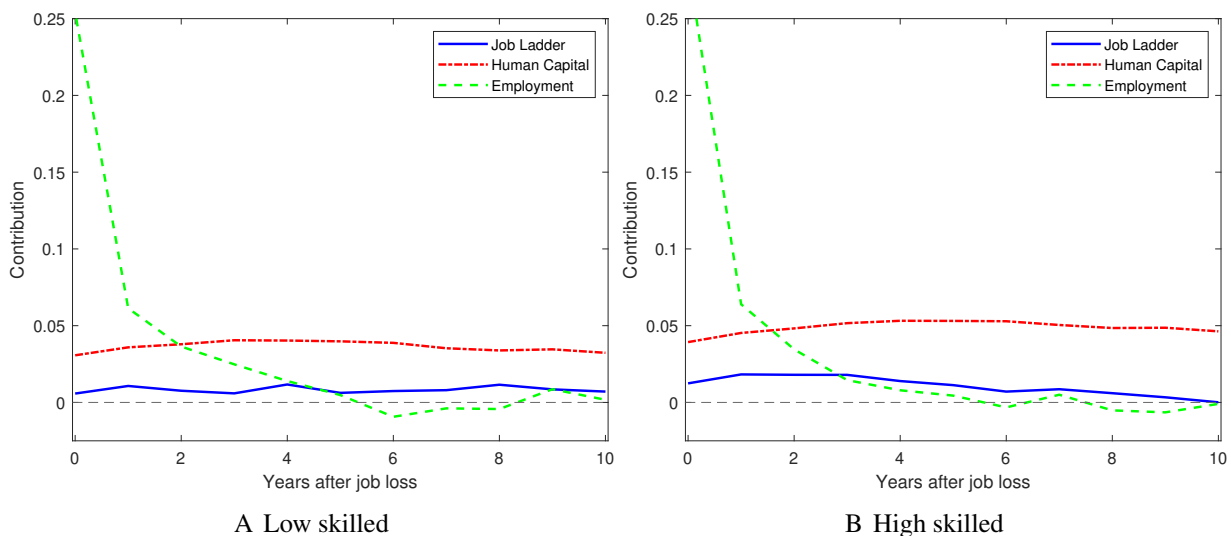 0.25
0.2
0.15
0.1
0.05
0
Contribution
0 2 4 6 8 10
Years after job loss
Job Ladder
Human Capital
Employment
A Low skilled
0.25
0.2
0.15
0.1
0.05
0
Contribution
0 2 4 6 8 10
Years after job loss
Job Ladder
Human Capital
Employment
B High skilled